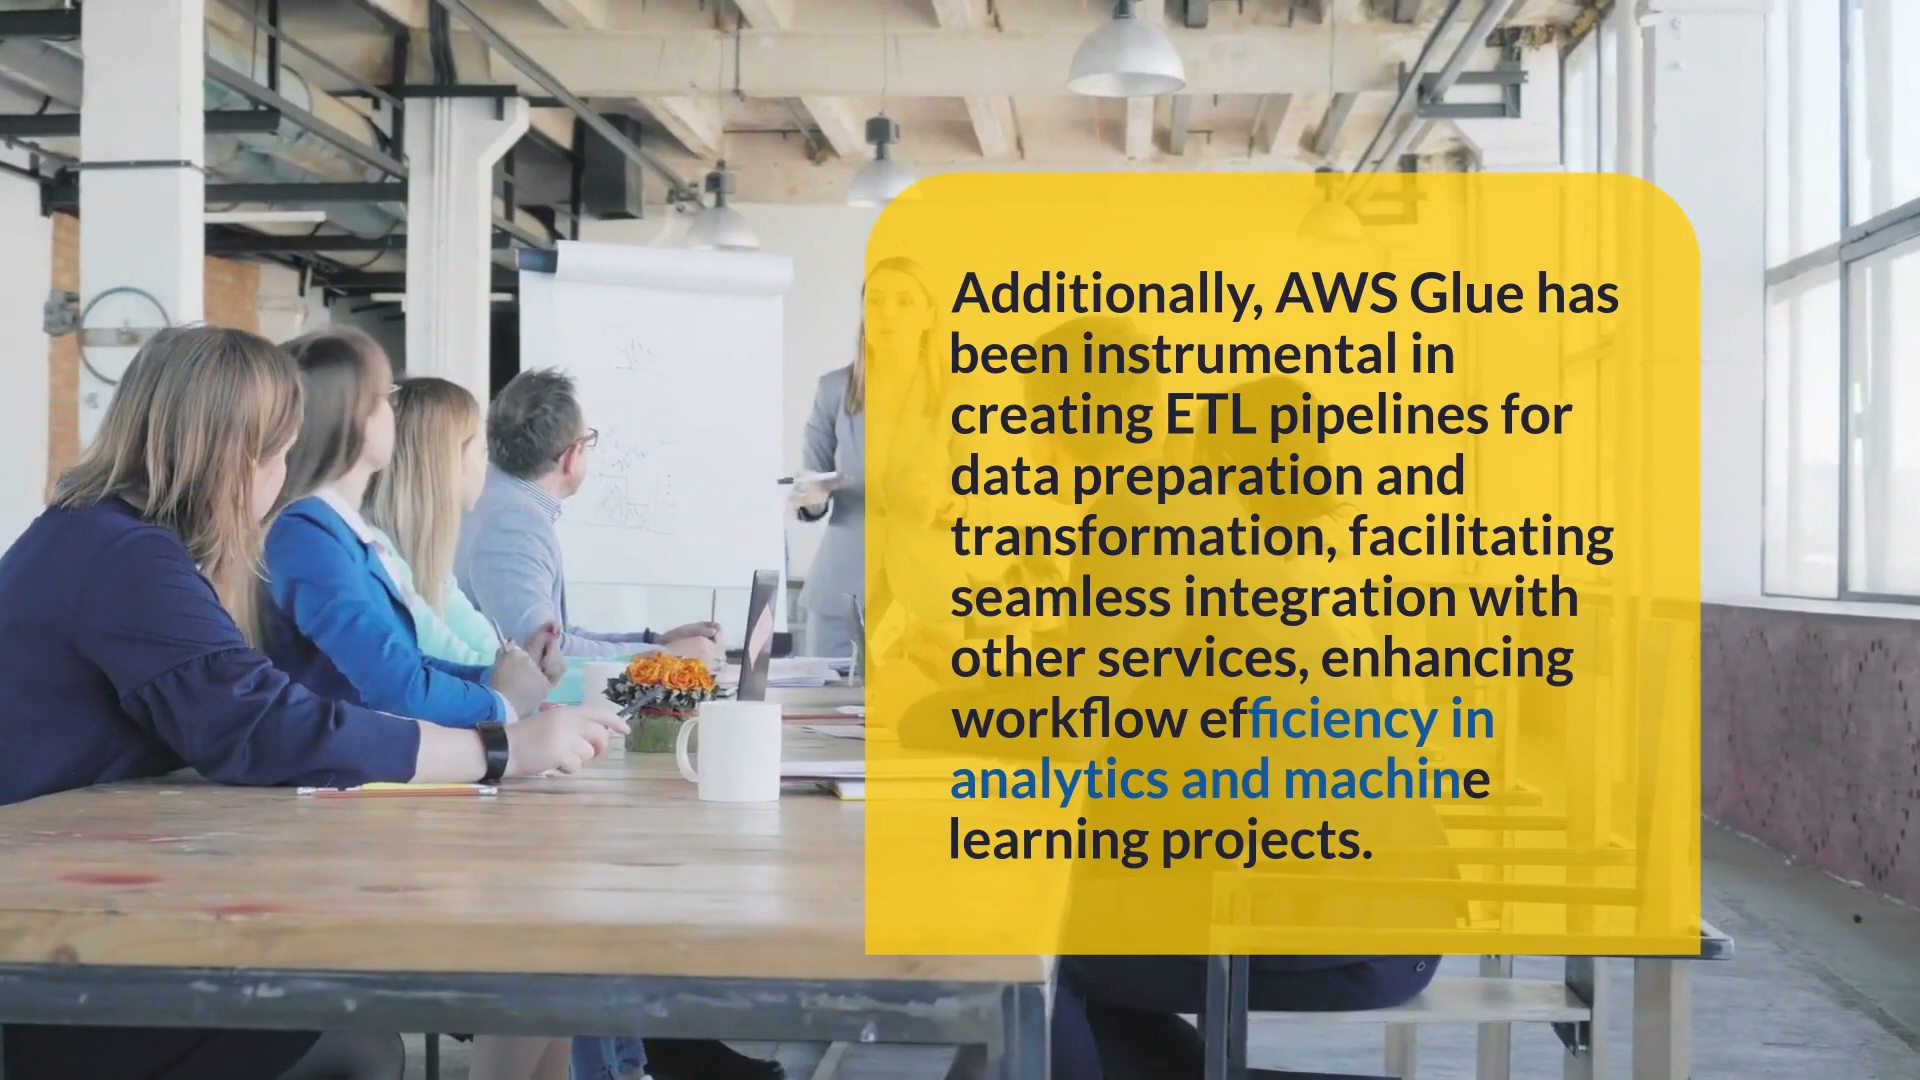 Additionally, AWS Glue has
been instrumental in
creating ETL pipelines for
data preparation and
transformation, facilitating
seamless integration with
other services, enhancing
workflow efficiency in
analytics and machine
learning projects.